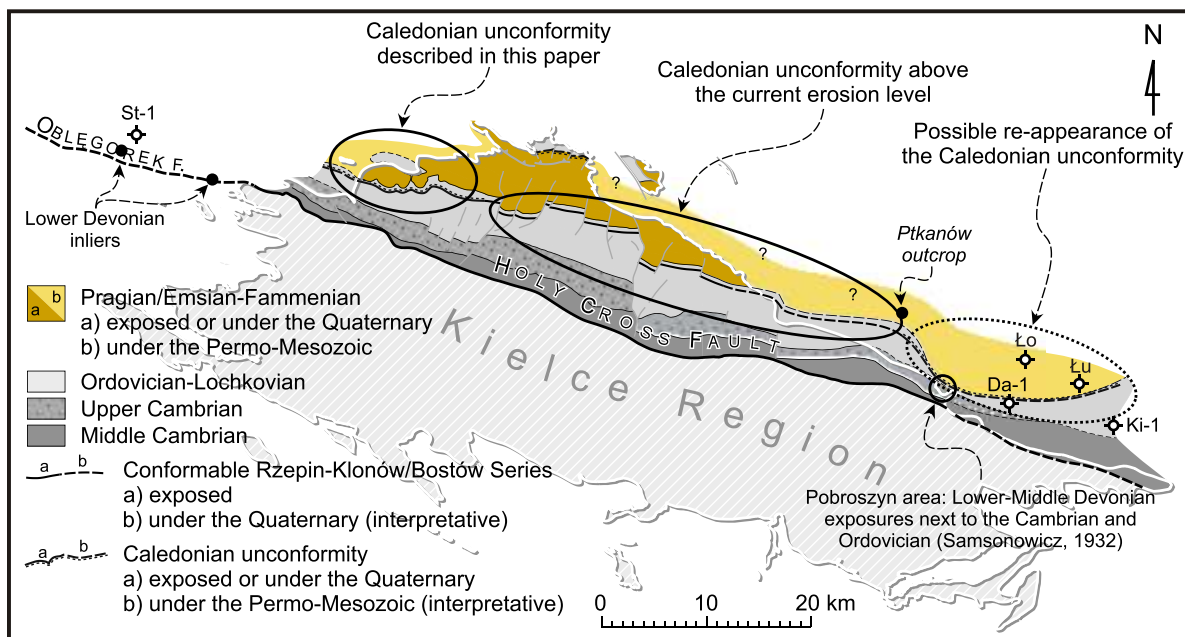 Caledonian unconformity
described in this paper
Caledonian unconformity above
the current erosion level
N
Possible re-appearance of
the Caledonian unconformity
St-1
OBLEGOREK F.
Lower Devonian
inliers
?
?
?
Ptkanów
outcrop
HOLY CROSS FAULT
Kielce Region
Ło
Łu
Da-1
Ki-1
b
a
Pragian/Emsian-Fammenian
a) exposed or under the Quaternary
b) under the Permo-Mesozoic
Ordovician-Lochkovian
Upper Cambrian
Middle Cambrian
a b
Conformable Rzepin-Klonów/Bostów Series
a) exposed
b) under the Quaternary (interpretative)
a b
Caledonian unconformity
a) exposed or under the Quaternary
b) under the Permo-Mesozoic (interpretative)
Pobroszyn area: Lower-Middle Devonian
exposures next to the Cambrian and
Ordovician (Samsonowicz, 1932)
0 10 20 km